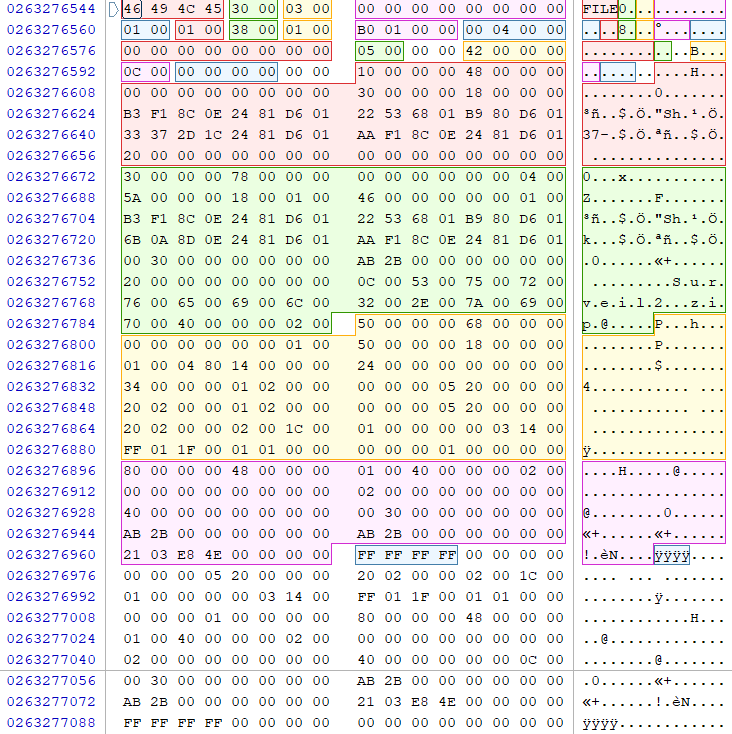 0263276544 46 49 4C 45 30 00 03 00 00 00 00 00 00 00 00 00 FILE0...........
0263276560 01 00 01 00 38 00 01 00 B0 01 00 00 00 04 00 00 ....8...°.......
0263276576 00 00 00 00 00 00 00 00 05 00 00 00 42 00 00 00 ............B...
0263276592 0C 00 00 00 00 00 00 00 10 00 00 00 48 00 00 00 ............H...
0263276608 00 00 00 00 00 00 00 00 30 00 00 00 18 00 00 00 ........0.......
0263276624 B3 F1 8C 0E 24 81 D6 01 22 53 68 01 B9 80 D6 01 ³ñ..$.Ö."Sh.¹.Ö.
0263276640 33 37 2D 1C 24 81 D6 01 AA F1 8C 0E 24 81 D6 01 37-.$.Ö.ªñ..$.Ö.
0263276656 20 00 00 00 00 00 00 00 00 00 00 00 00 00 00 00 ...............
0263276672 30 00 00 00 78 00 00 00 00 00 00 00 00 00 04 00 0...x...........
0263276688 5A 00 00 00 18 00 01 00 46 00 00 00 00 00 01 00 Z.......F.......
0263276704 B3 F1 8C 0E 24 81 D6 01 22 53 68 01 B9 80 D6 01 ³ñ..$.Ö."Sh.¹.Ö.
0263276720 6B 0A 8D 0E 24 81 D6 01 AA F1 8C 0E 24 81 D6 01 k...$.Ö.ªñ..$.Ö.
0263276736 00 30 00 00 00 00 00 00 AB 2B 00 00 00 00 00 00 .0......«+......
0263276752 20 00 00 00 00 00 00 00 0C 00 53 00 75 00 72 00 .........S.u.r.
0263276768 76 00 65 00 69 00 6C 00 32 00 2E 00 7A 00 69 00 v.e.i.l.2...z.i.
0263276784 70 00 40 00 00 00 02 00 50 00 00 00 68 00 00 00 p.@.....P...h...
0263276800 00 00 00 00 00 00 01 00 50 00 00 00 18 00 00 00 ........P.......
0263276816 01 00 04 80 14 00 00 00 24 00 00 00 00 00 00 00 ........$.......
0263276832 34 00 00 00 01 02 00 00 00 00 00 05 20 00 00 00 4........... ...
0263276848 20 02 00 00 01 02 00 00 00 00 00 05 20 00 00 00 ........... ...
0263276864 20 02 00 00 02 00 1C 00 01 00 00 00 00 03 14 00 ...............
0263276880 FF 01 1F 00 01 01 00 00 00 00 00 01 00 00 00 00 ÿ...............
0263276896 80 00 00 00 48 00 00 00 01 00 40 00 00 00 02 00 ....H.....@.....
0263276912 00 00 00 00 00 00 00 00 02 00 00 00 00 00 00 00 ................
0263276928 40 00 00 00 00 00 00 00 00 30 00 00 00 00 00 00 @........0......
0263276944 AB 2B 00 00 00 00 00 00 AB 2B 00 00 00 00 00 00 «+......«+......
0263276960 21 03 E8 4E 00 00 00 00 FF FF FF FF 00 00 00 00 !.èN....ÿÿÿÿ....
0263276976 00 00 00 05 20 00 00 00 20 02 00 00 02 00 1C 00 .... ... .......
0263276992 01 00 00 00 00 03 14 00 FF 01 1F 00 01 01 00 00 ........ÿ.......
0263277008 00 00 00 01 00 00 00 00 80 00 00 00 48 00 00 00 ............H...
0263277024 01 00 40 00 00 00 02 00 00 00 00 00 00 00 00 00 ..@.............
0263277040 02 00 00 00 00 00 00 00 40 00 00 00 00 00 0C 00 ........@.......
0263277056 00 30 00 00 00 00 00 00 AB 2B 00 00 00 00 00 00 .0......«+......
0263277072 AB 2B 00 00 00 00 00 00 21 03 E8 4E 00 00 00 00 «+......!.èN....
0263277088 FF FF FF FF 00 00 00 00 00 00 00 00 00 00 00 00 ÿÿÿÿ............